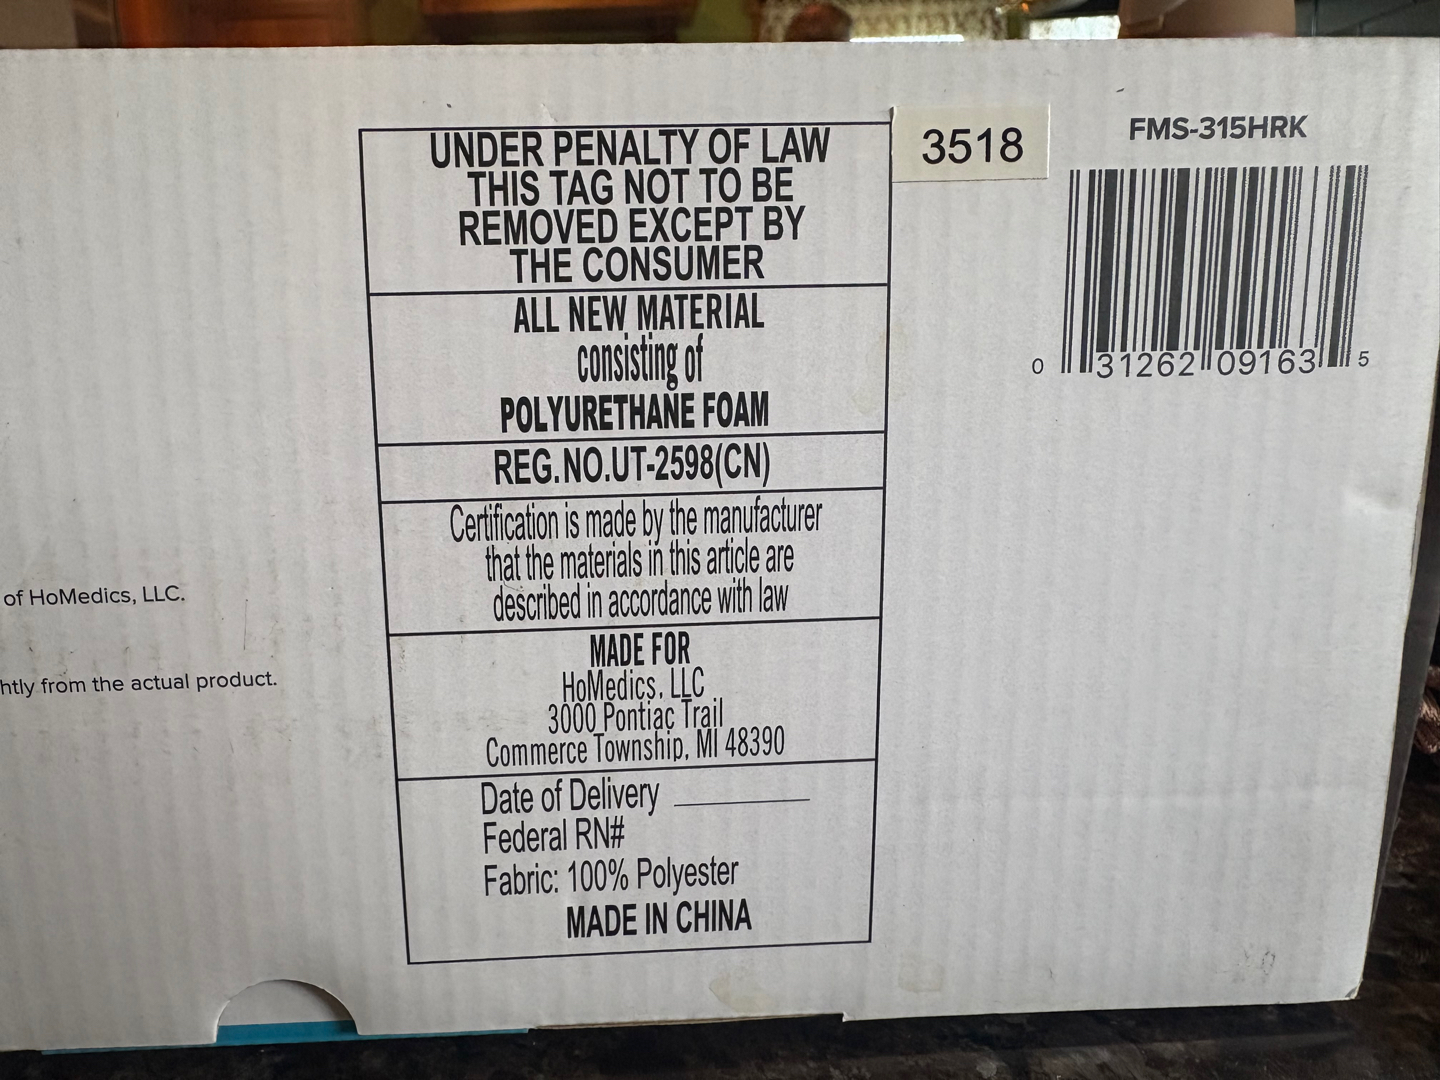 UNDER PENALTY OF LAW
THIS TAG NOT TO BE
REMOVED EXCEPT BY
THE CONSUMER
ALL NEW MATERIAL
consisting of
POLYURETHANE FOAM
REG.NO.UT-2598(CN)
Certification is made by the manufacturer
that the materials in this article are
described in accordance with law
MADE FOR
HoMedics, LLC
3000 Pontiac Trail
Commerce Township, MI 48390
Date of Delivery
Federal RN#
Fabric: 100% Polyester
MADE IN CHINA
3518
FMS-315HRK
0 31262 09163 5
of HoMedics, LLC.
htly from the actual product.